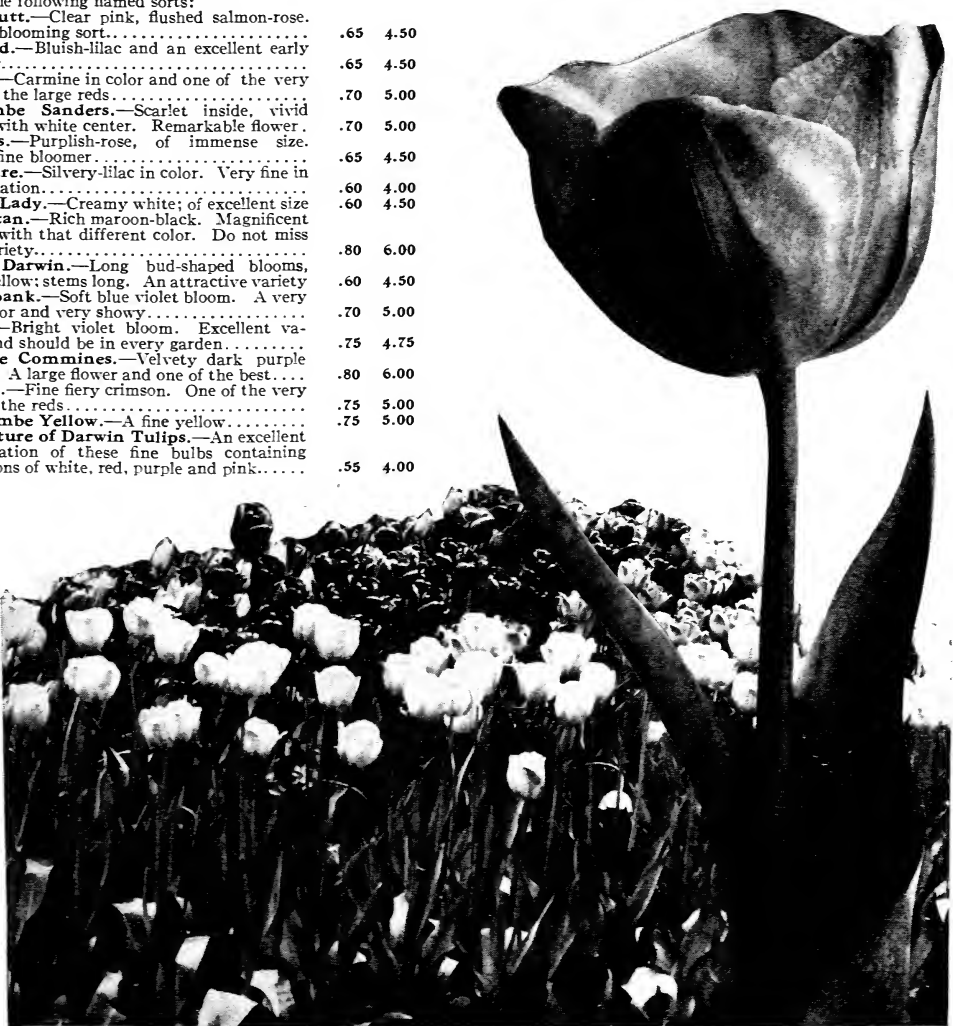 the following named sorts:
utt.—Clear pink, flushed salmon-rose.
blooming sort..................... .65 4.50
d.—Bluish-lilac and an excellent early
.................................. .65 4.50
—Carmine in color and one of the very
the large reds..................... .70 5.00
mbe Sanders.—Scarlet inside, vivid
with white center. Remarkable flower. .70 5.00
s.—Purplish-rose, of immense size.
fine bloomer....................... .65 4.50
re.—Silvery-lilac in color. Very fine in
ation.............................. .60 4.00
Lady.—Creamy white; of excellent size .60 4.50
can.—Rich maroon-black. Magnificent
with that different color. Do not miss
riety.............................. .80 6.00
Darwin.—Long bud-shaped blooms,
llow; stems long. An attractive variety .60 4.50
bank.—Soft blue violet bloom. A very
or and very showy................. .70 5.00
—Bright violet bloom. Excellent va-
nd should be in every garden......... .75 4.75
e Commines.—Velvety dark purple
A large flower and one of the best.... .80 6.00
.—Fine fiery crimson. One of the very
the reds........................... .75 5.00
mbe Yellow.—A fine yellow......... .75 5.00
ture of Darwin Tulips.—An excellent
ation of these fine bulbs containing
ons of white, red, purple and pink...... .55 4.00